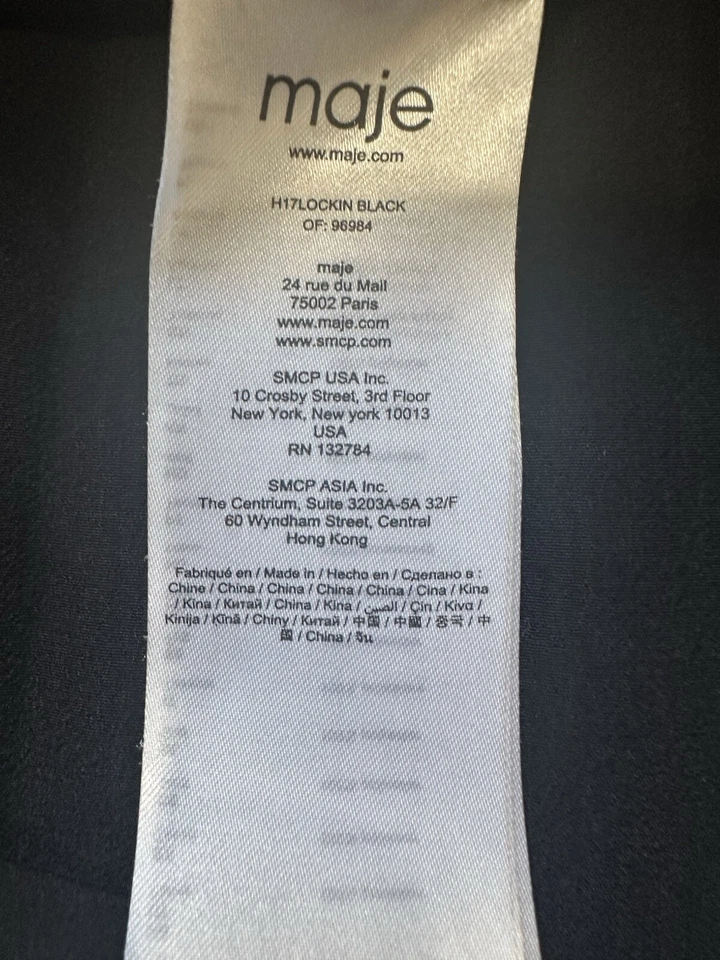 maje
www.maje.com
H17LOCKIN BLACK
OF: 96984
maje
24 rue du Mail
75002 Paris
www.maje.com
www.smcp.com
SMCP USA Inc.
10 Crosby Street, 3rd Floor
New York, New york 10013
USA
RN 132784
SMCP ASIA Inc.
The Centrium, Suite 3203A-5A 32/F
60 Wyndham Street, Central
Hong Kong
Fabriqué en / Made in / Hecho en / Сделано в :
Chine / China / China / China / China / Cina / Kina
/ Kina / Китай / China / Kina / الصين / Çin / Κίνα /
Kinija / Ķīnā / Chiny / Китай / 中国 / 中國 / 중국 / 中
国 / China / จีน